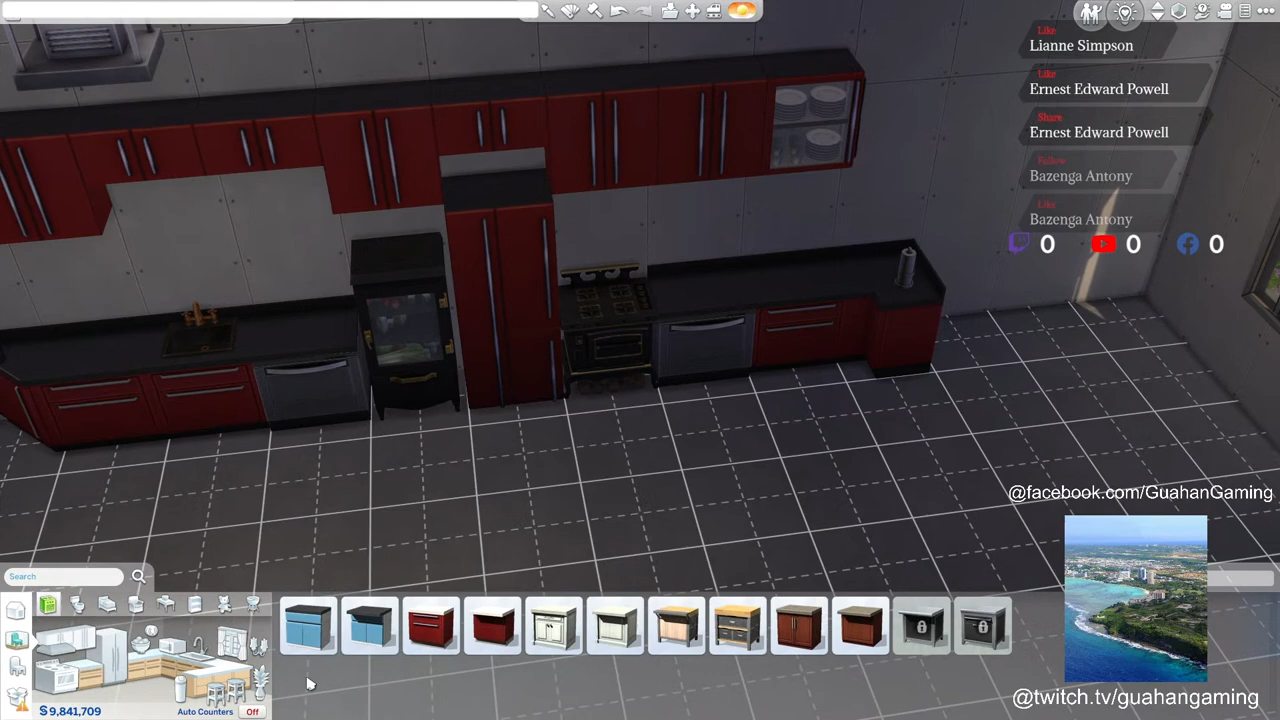 Like
Lianne Simpson
Like
Ernest Edward Powell
Share
Ernest Edward Powell
Follow
Bazenga Antony
Like
Bazenga Antony
0 0 0
@facebook.com/GuahanGaming
Search
§9,841,709
Auto Counters Off
@twitch.tv/guahangaming